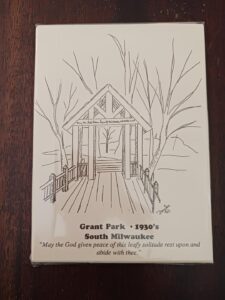 Grant Park • 1930's
South Milwaukee
"May the God given peace of this leafy solitude rest upon and
abide with thee."